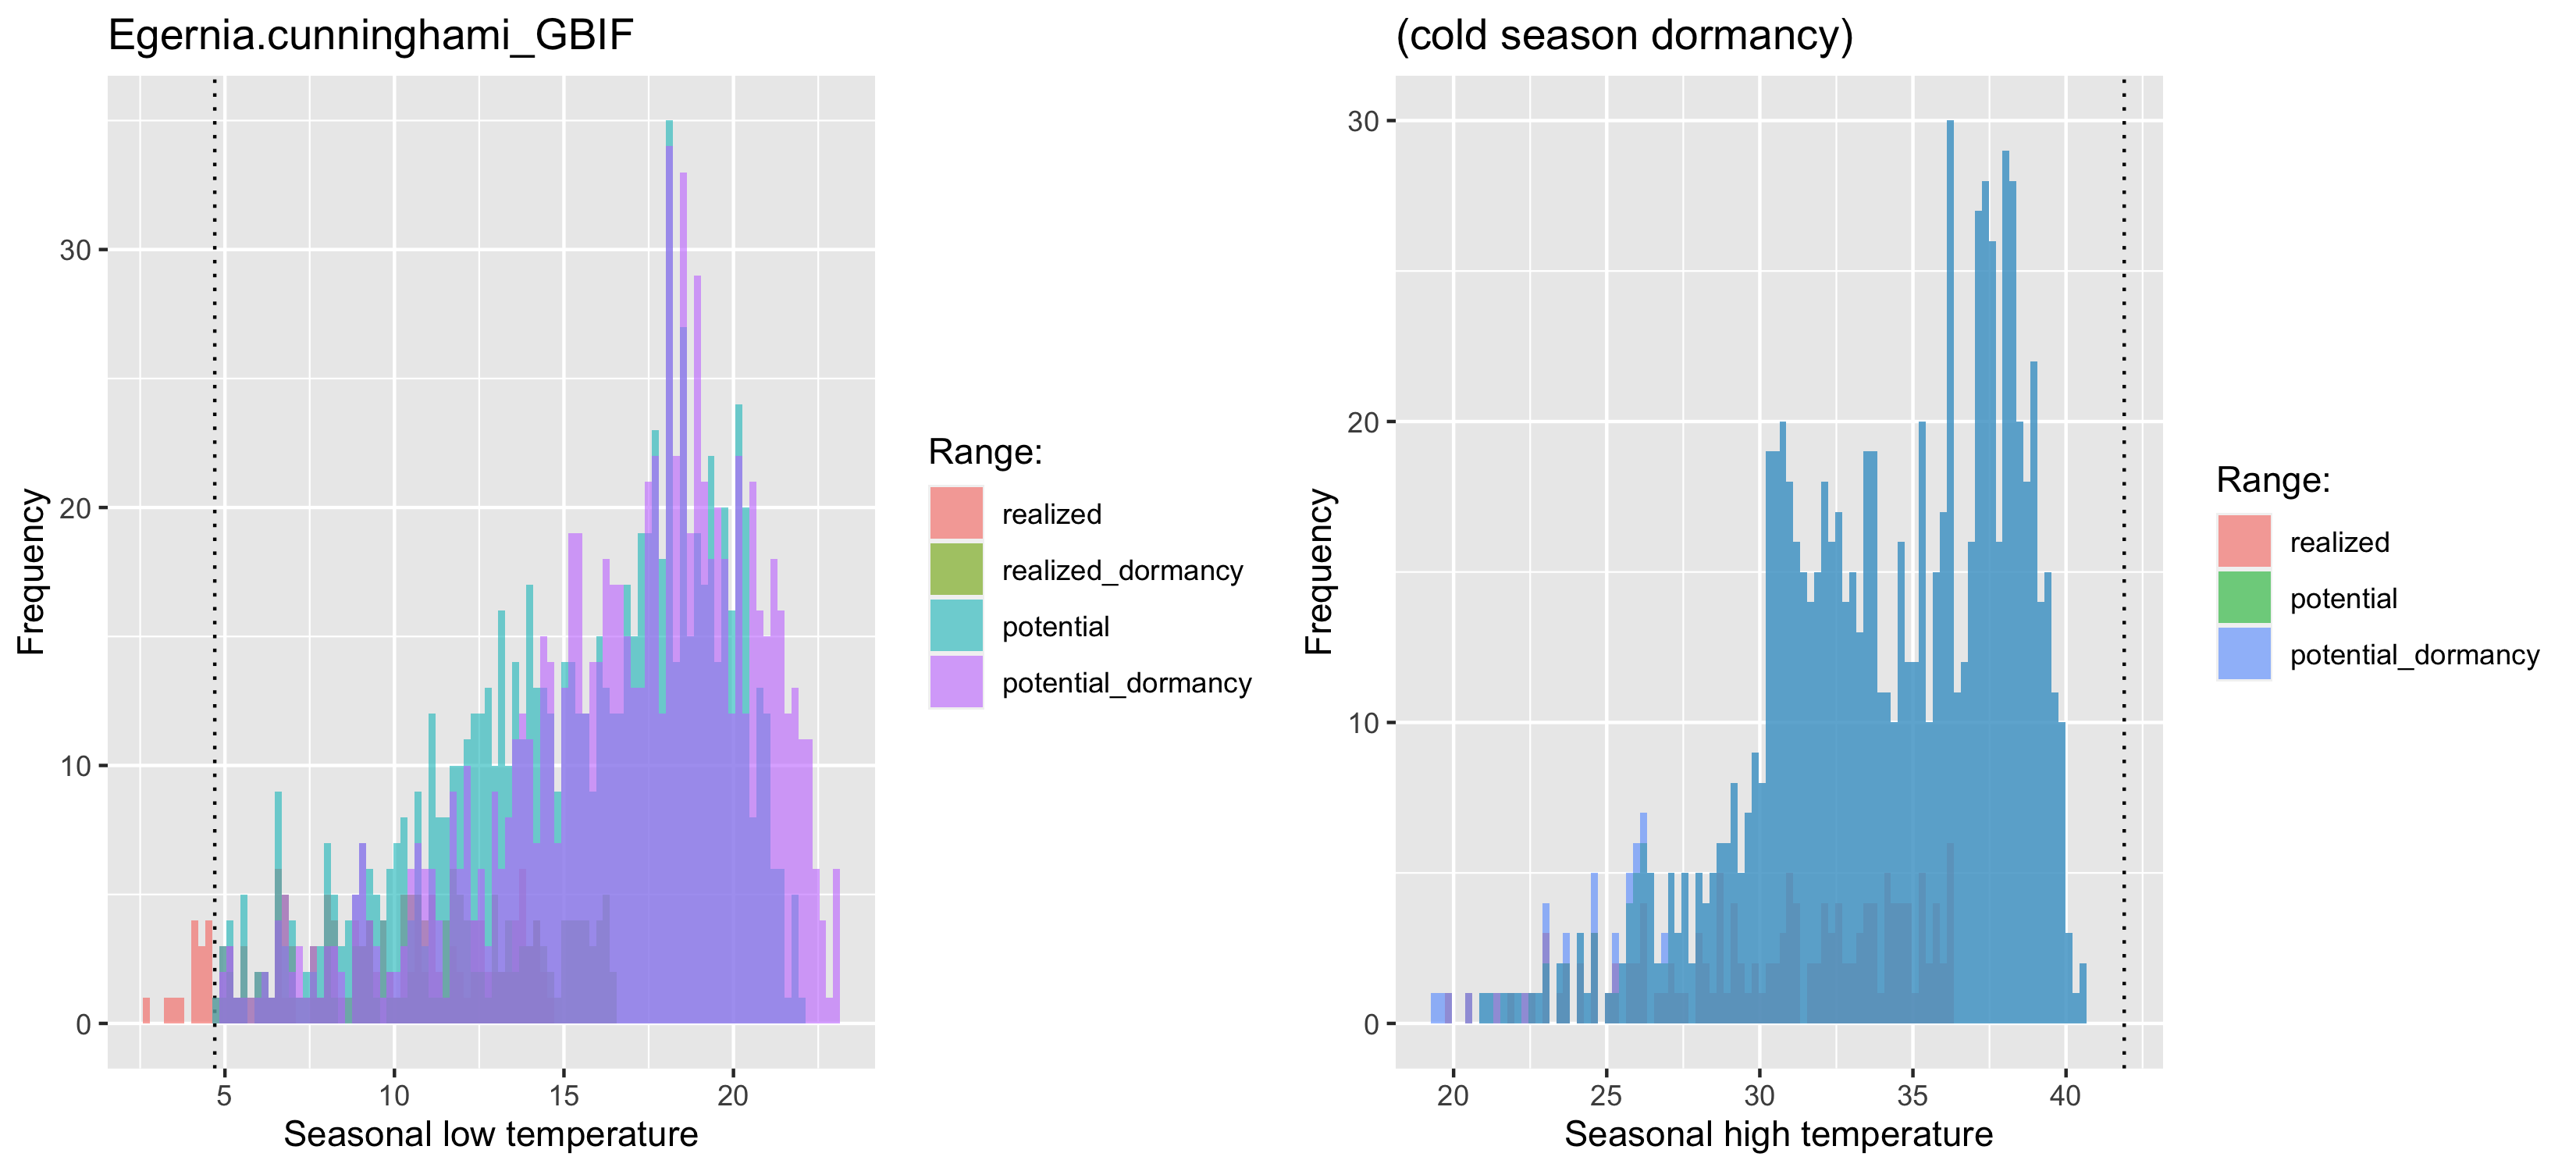 Egernia.cunninghami_GBIF
Frequency
30
20
10
0
5 10 15 20
Seasonal low temperature
Range:
realized
realized_dormancy
potential
potential_dormancy
(cold season dormancy)
Frequency
30
20
10
0
20 25 30 35 40
Seasonal high temperature
Range:
realized
potential
potential_dormancy